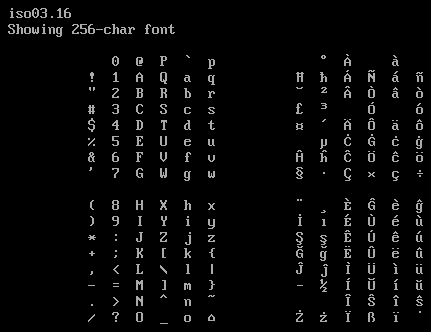 iso03.16
Showing 256-char font
0 @ P ` p ° À à
! 1 A Q a q Ħ ħ Á Ñ á ñ
" 2 B R b r ˘ ² Â Ò â ò
# 3 C S c s £ ³ Ó ó
$ 4 D T d t ¤ ´ Ä Ô ä ô
% 5 E U e u µ Ċ Ġ ċ ġ
& 6 F V f v Ĥ ĥ Ĉ Ö ĉ ö
' 7 G W g w § · Ç × ç ÷
( 8 H X h x ¨ ¸ È Ĝ è ĝ
) 9 I Y i y İ ı É Ù é ù
* : J Z j z Ş ş Ê Ú ê ú
+ ; K [ k { Ğ ğ Ë Û ë û
, < L \ l | Ĵ ĵ Ì Ü ì ü
- = M ] m } - ½ Í Ŭ í ŭ
. > N ^ n ~ Î Ŝ î ŝ
/ ? O _ o ⌂ Ż ż Ï ß ï ˙